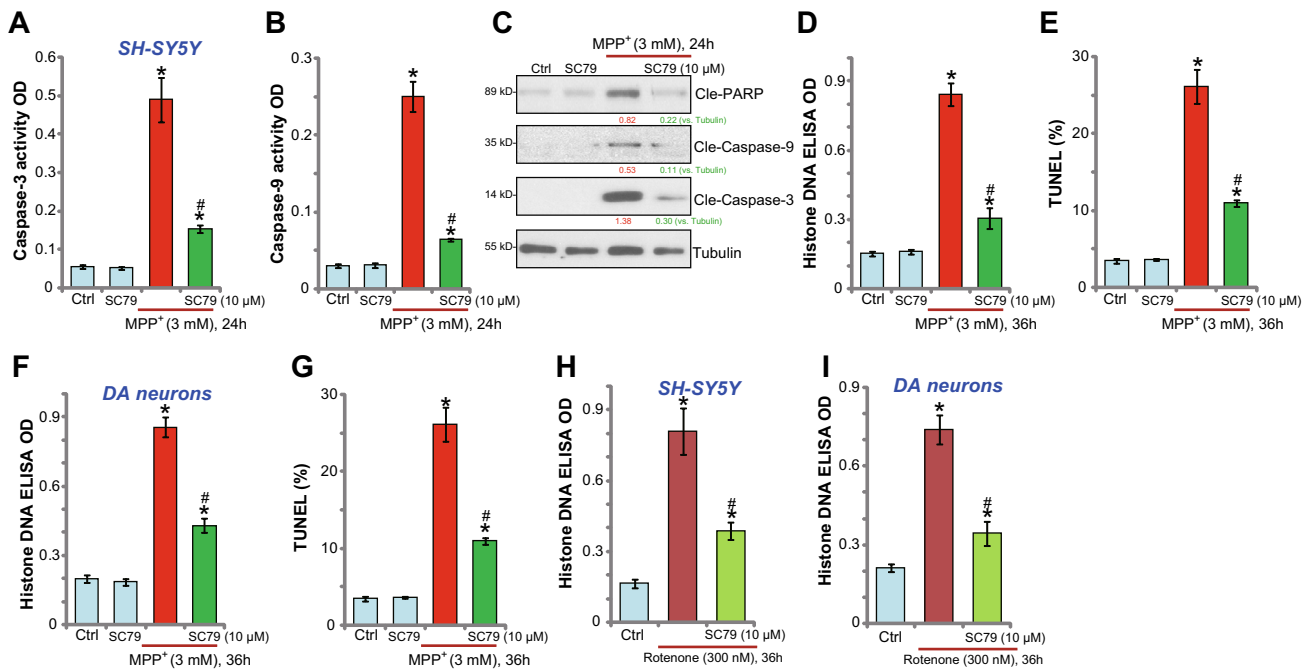 A
SH-SY5Y
Caspase-3 activity OD
0.6
0.5
0.4
0.3
0.2
0.1
0
*
#
*
Ctrl
SC79
SC79 (10 µM)
MPP+ (3 mM), 24h
B
Caspase-9 activity OD
0.3
0.2
0.1
0
*
#
*
Ctrl
SC79
SC79 (10 µM)
MPP+ (3 mM), 24h
C
MPP+ (3 mM), 24h
Ctrl
SC79
SC79 (10 µM)
89 kD
Cle-PARP
0.82
0.22 (vs. Tubulin)
35 kD
Cle-Caspase-9
0.53
0.11 (vs. Tubulin)
14 kD
Cle-Caspase-3
1.38
0.30 (vs. Tubulin)
55 kD
Tubulin
D
Histone DNA ELISA OD
0.9
0.6
0.3
0
*
#
*
Ctrl
SC79
SC79 (10 µM)
MPP+ (3 mM), 36h
E
TUNEL (%)
30
20
10
0
*
#
*
Ctrl
SC79
SC79 (10 µM)
MPP+ (3 mM), 36h
F
DA neurons
Histone DNA ELISA OD
0.9
0.6
0.3
0
*
#
*
Ctrl
SC79
SC79 (10 µM)
MPP+ (3 mM), 36h
G
TUNEL (%)
30
20
10
0
*
#
*
Ctrl
SC79
SC79 (10 µM)
MPP+ (3 mM), 36h
H
SH-SY5Y
Histone DNA ELISA OD
0.9
0.6
0.3
0
*
#
*
Ctrl
SC79 (10 µM)
Rotenone (300 nM), 36h
I
DA neurons
Histone DNA ELISA OD
0.9
0.6
0.3
0
*
#
*
Ctrl
SC79 (10 µM)
Rotenone (300 nM), 36h